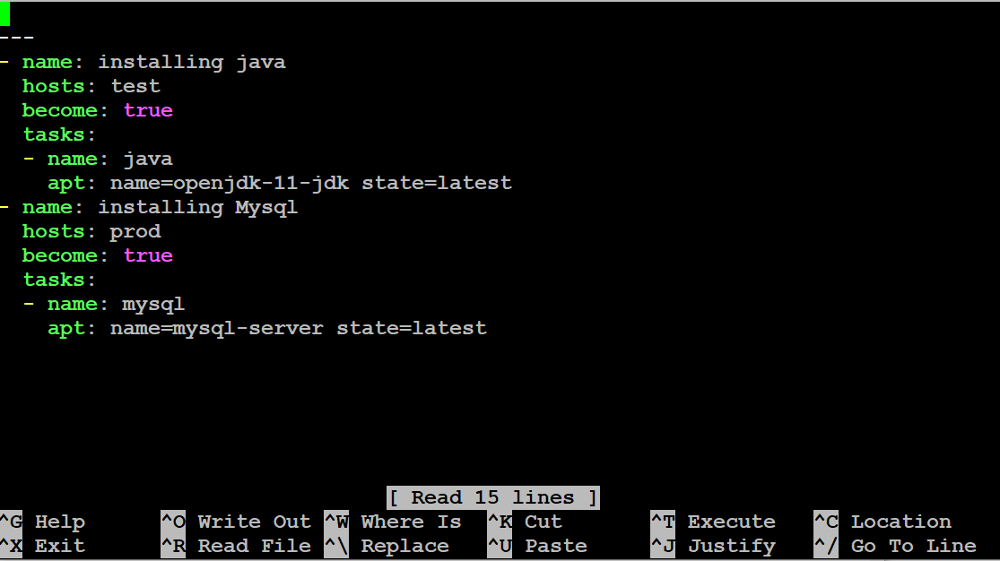 ---
- name: installing java
  hosts: test
  become: true
  tasks:
  - name: java
    apt: name=openjdk-11-jdk state=latest
- name: installing Mysql
  hosts: prod
  become: true
  tasks:
  - name: mysql
    apt: name=mysql-server state=latest
[ Read 15 lines ]
^G Help ^O Write Out ^W Where Is ^K Cut ^T Execute ^C Location
^X Exit ^R Read File ^\ Replace ^U Paste ^J Justify ^/ Go To Line